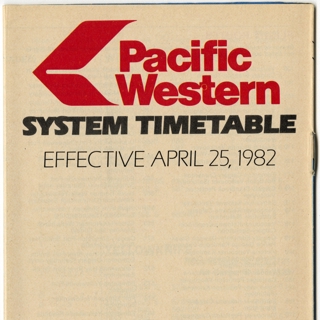 Pacific
Western
SYSTEM TIMETABLE
EFFECTIVE APRIL 25, 1982